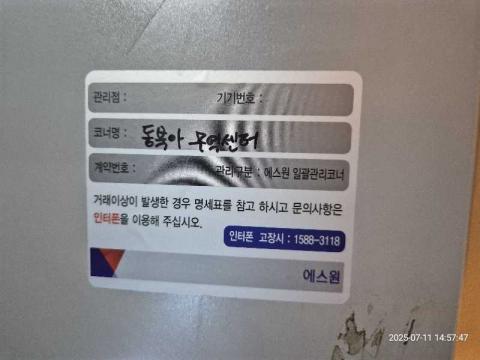 관리점 : 기기번호 :
코너명 : 동북아 무역센터
계약번호 : 관리구분 : 에스원 일괄관리코너
거래이상이 발생한 경우 명세표를 참고 하시고 문의사항은
인터폰을 이용해 주십시오.
인터폰 고장시 : 1588-3118
에스원
2025-07-11 14:57:47